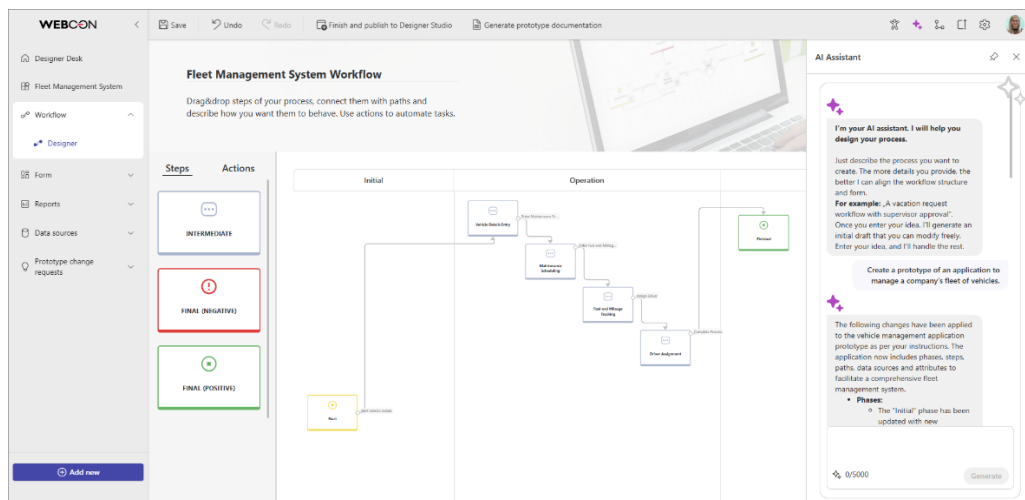 WEBCON
Save
Undo
Redo
Finish and publish to Designer Studio
Generate prototype documentation
Designer Desk
Fleet Management System
Workflow
Designer
Form
Reports
Data sources
Prototype change
requests
Add new
Fleet Management System Workflow
Drag&drop steps of your process, connect them with paths and
describe how you want them to behave. Use actions to automate tasks.
Steps
Actions
INTERMEDIATE
FINAL (NEGATIVE)
FINAL (POSITIVE)
Initial
Operation
Vehicle Details Entry
Maintenance
Scheduling
Fuel and Mileage
Tracking
Assign Driver
Driver Assignment
Complete Process
Finished
Start
AI Assistant
I'm your AI assistant. I will help you
design your process.
Just describe the process you want to
create. The more details you provide, the
better I can align the workflow structure
and form.
For example: „A vacation request
workflow with supervisor approval".
Once you enter your idea, I'll generate an
initial draft that you can modify freely.
Enter your idea, and I'll handle the rest.
Create a prototype of an application to
manage a company's fleet of vehicles.
The following changes have been applied
to the vehicle management application
prototype as per your instructions. The
application now includes phases, steps,
paths, data sources and attributes to
facilitate a comprehensive fleet
management system.
• Phases:
○ The "Initial" phase has been
updated with new
0/5000
Generate